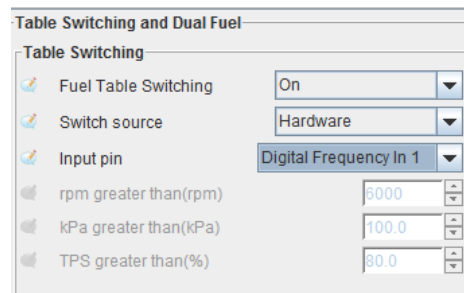 Table Switching and Dual Fuel
Table Switching
Fuel Table Switching On
Switch source Hardware
Input pin Digital Frequency In 1
rpm greater than(rpm) 6000
kPa greater than(kPa) 100.0
TPS greater than(%) 80.0